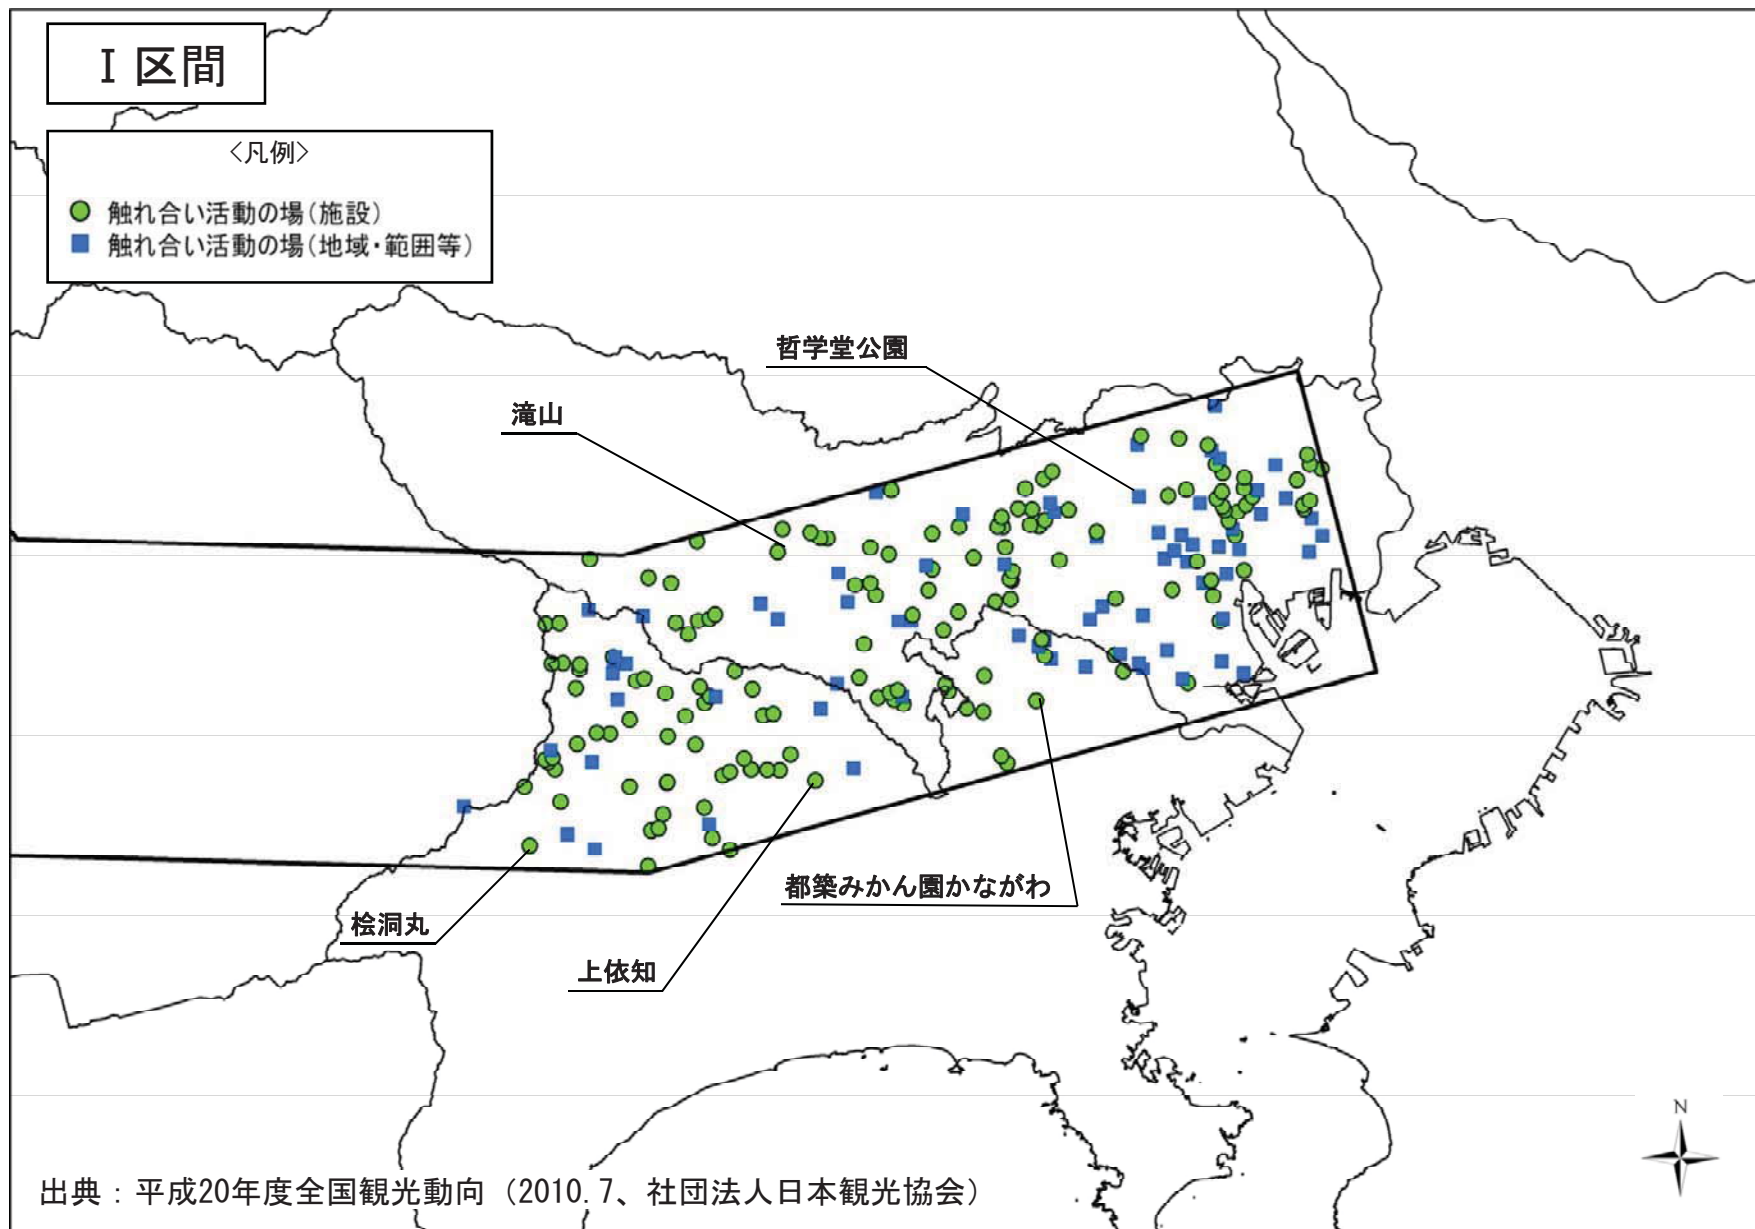 Ⅰ 区間
<凡例>
触れ合い活動の場(施設)
触れ合い活動の場(地域・範囲等)
哲学堂公園
滝山
都築みかん園かながわ
桧洞丸
上依知
N
出典：平成20年度全国観光動向（2010.7、社団法人日本観光協会）